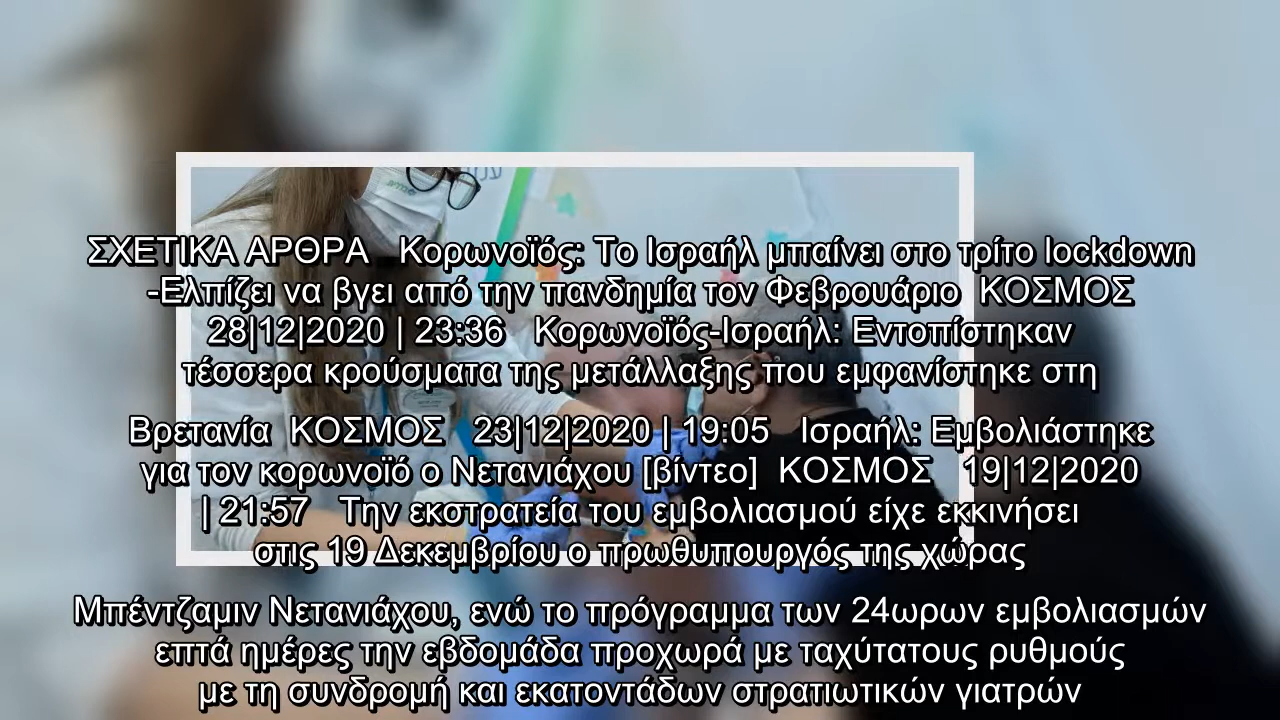 ΣΧΕΤΙΚΑ ΑΡΘΡΑ Κορωνοϊός: Το Ισραήλ μπαίνει στο τρίτο lockdown
-Ελπίζει να βγει από την πανδημία τον Φεβρουάριο ΚΟΣΜΟΣ
28|12|2020 | 23:36 Κορωνοϊός-Ισραήλ: Εντοπίστηκαν
τέσσερα κρούσματα της μετάλλαξης που εμφανίστηκε στη
Βρετανία ΚΟΣΜΟΣ 23|12|2020 | 19:05 Ισραήλ: Εμβολιάστηκε
για τον κορωνοϊό ο Νετανιάχου [βίντεο] ΚΟΣΜΟΣ 19|12|2020
| 21:57 Την εκστρατεία του εμβολιασμού είχε εκκινήσει
στις 19 Δεκεμβρίου ο πρωθυπουργός της χώρας
Μπέντζαμιν Νετανιάχου, ενώ το πρόγραμμα των 24ωρων εμβολιασμών
επτά ημέρες την εβδομάδα προχωρά με ταχύτατους ρυθμούς
με τη συνδρομή και εκατοντάδων στρατιωτικών γιατρών